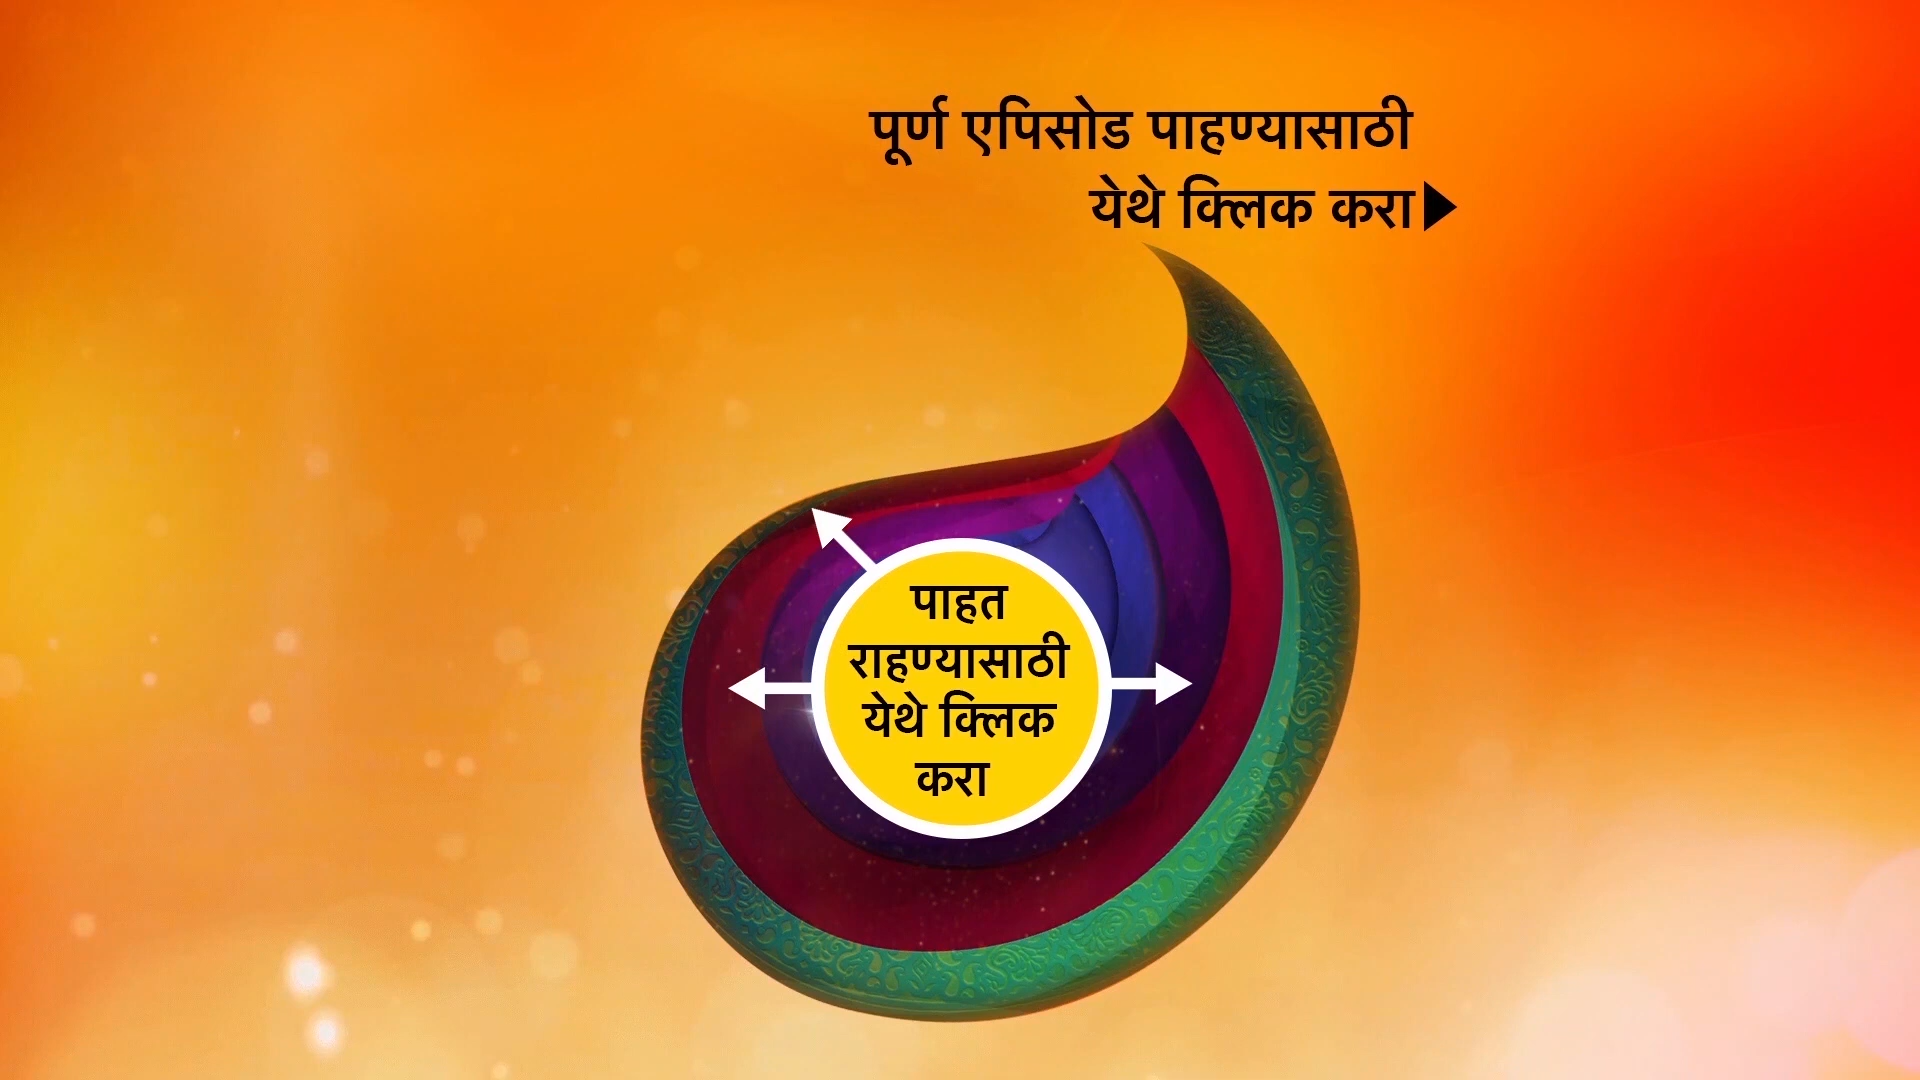 पूर्ण एपिसोड पाहण्यासाठी
येथे क्लिक करा
पाहत
राहण्यासाठी
येथे क्लिक
करा